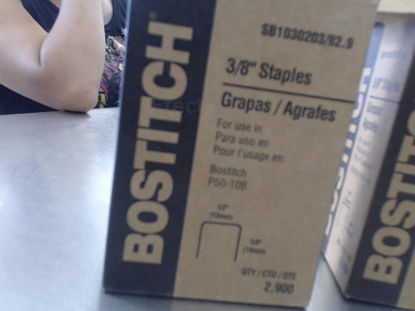 BOSTITCH
SB1030203/82.9
3/8" Staples
Grapas / Agrafes
For use in
Para uso en
Pour l'usage en:
Bostitch
P50-10B
1/2"
(13mm)
3/8"
(10mm)
QTY / CTD / QTE
2,900
BOSTITCH